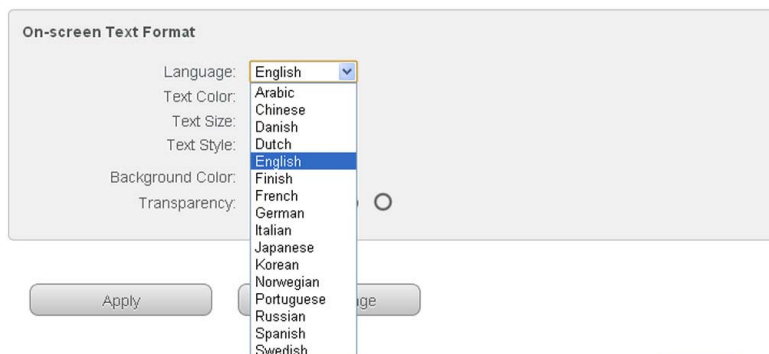 On-screen Text Format
Language: English
Text Color: Arabic
Chinese
Text Size: Danish
Text Style: Dutch
English
Background Color: Finish
French
Transparency: German
Italian
Japanese
Korean
Norwegian
Apply Portuguese
Russian
Spanish
Swedish